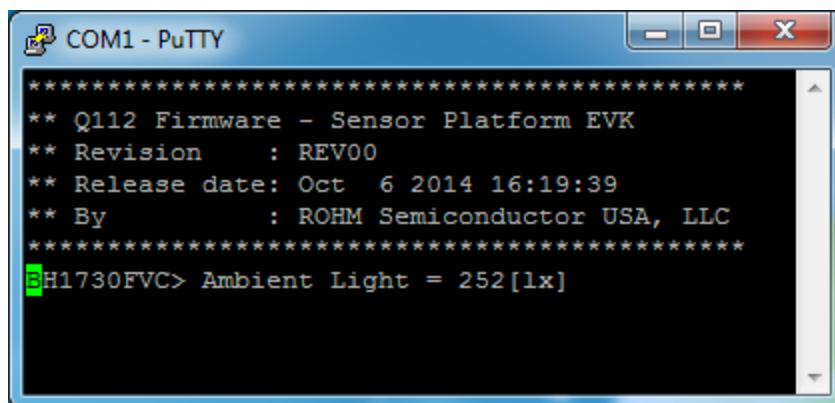 COM1 - PuTTY
*********************************************
** Q112 Firmware - Sensor Platform EVK
** Revision    : REV00
** Release date: Oct  6 2014 16:19:39
** By          : ROHM Semiconductor USA, LLC
*********************************************
BH1730FVC> Ambient Light = 252[lx]